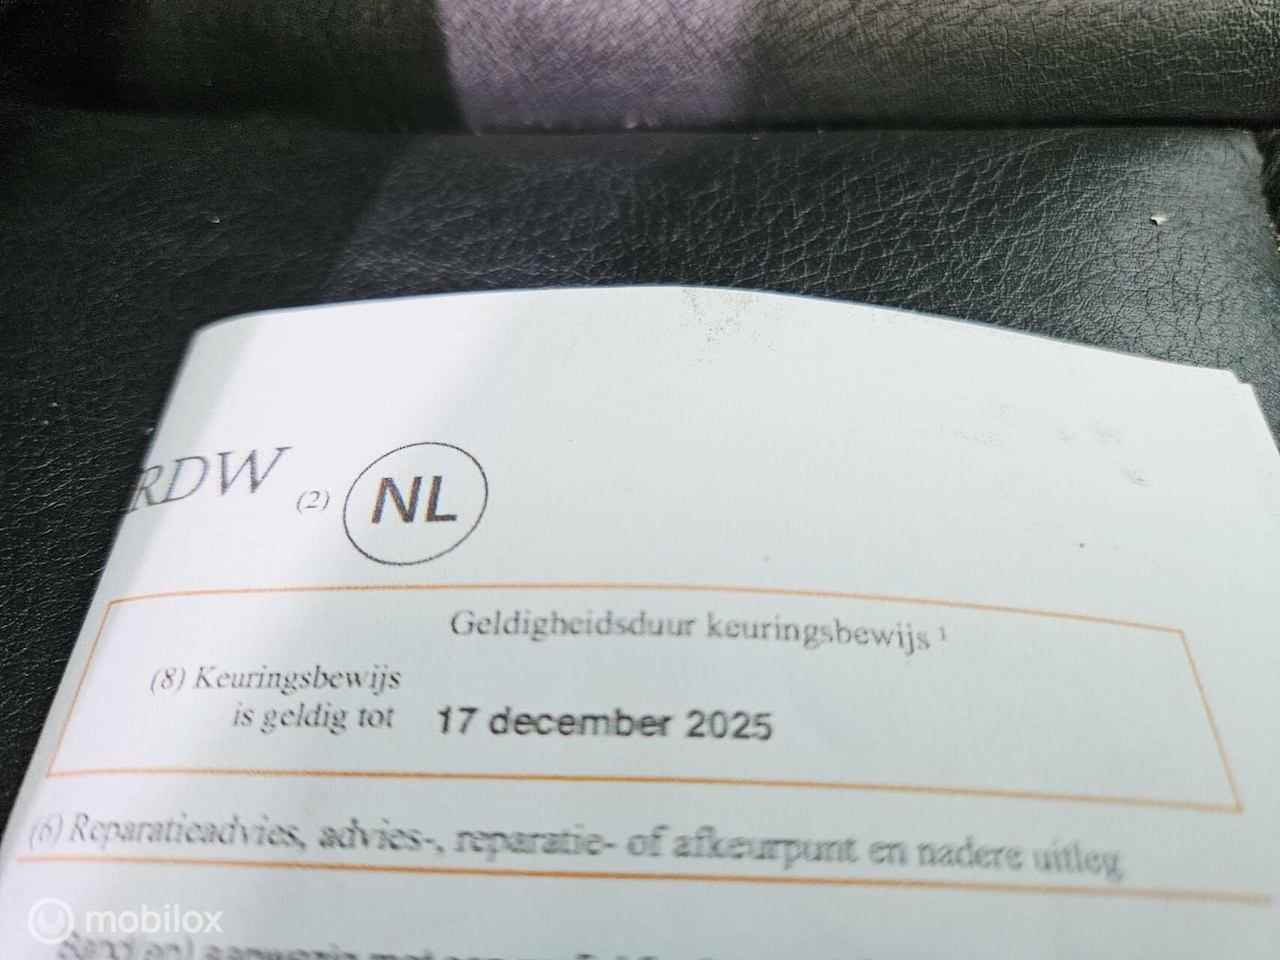 RDW (2) NL
Geldigheidsduur keuringsbewijs ¹
(8) Keuringsbewijs
is geldig tot 17 december 2025
(6) Reparatieadvies, advies-, reparatie- of afkeurpunt en nadere uitleg
mobilox